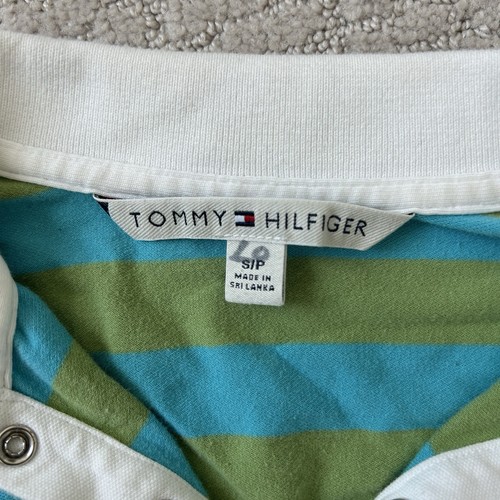 TOMMY HILFIGER
S/P
MADE IN
SRI LANKA